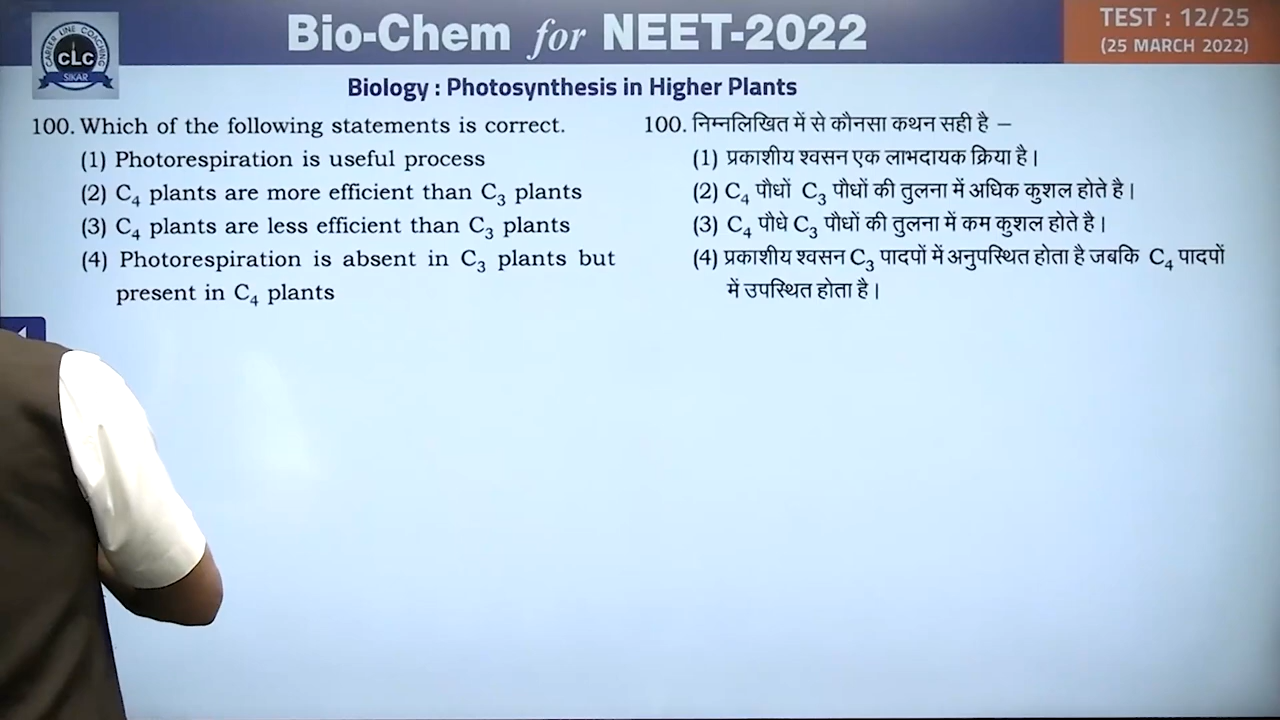 CAREER LINE COACHING
CLC
SIKAR
Bio-Chem for NEET-2022
TEST : 12/25
(25 MARCH 2022)
Biology : Photosynthesis in Higher Plants
100. Which of the following statements is correct.
(1) Photorespiration is useful process
(2) C₄ plants are more efficient than C₃ plants
(3) C₄ plants are less efficient than C₃ plants
(4) Photorespiration is absent in C₃ plants but
present in C₄ plants
100. निम्नलिखित में से कौनसा कथन सही है –
(1) प्रकाशीय श्वसन एक लाभदायक क्रिया है।
(2) C₄ पौधों C₃ पौधों की तुलना में अधिक कुशल होते है।
(3) C₄ पौधे C₃ पौधों की तुलना में कम कुशल होते है।
(4) प्रकाशीय श्वसन C₃ पादपों में अनुपस्थित होता है जबकि C₄ पादपों
में उपस्थित होता है।